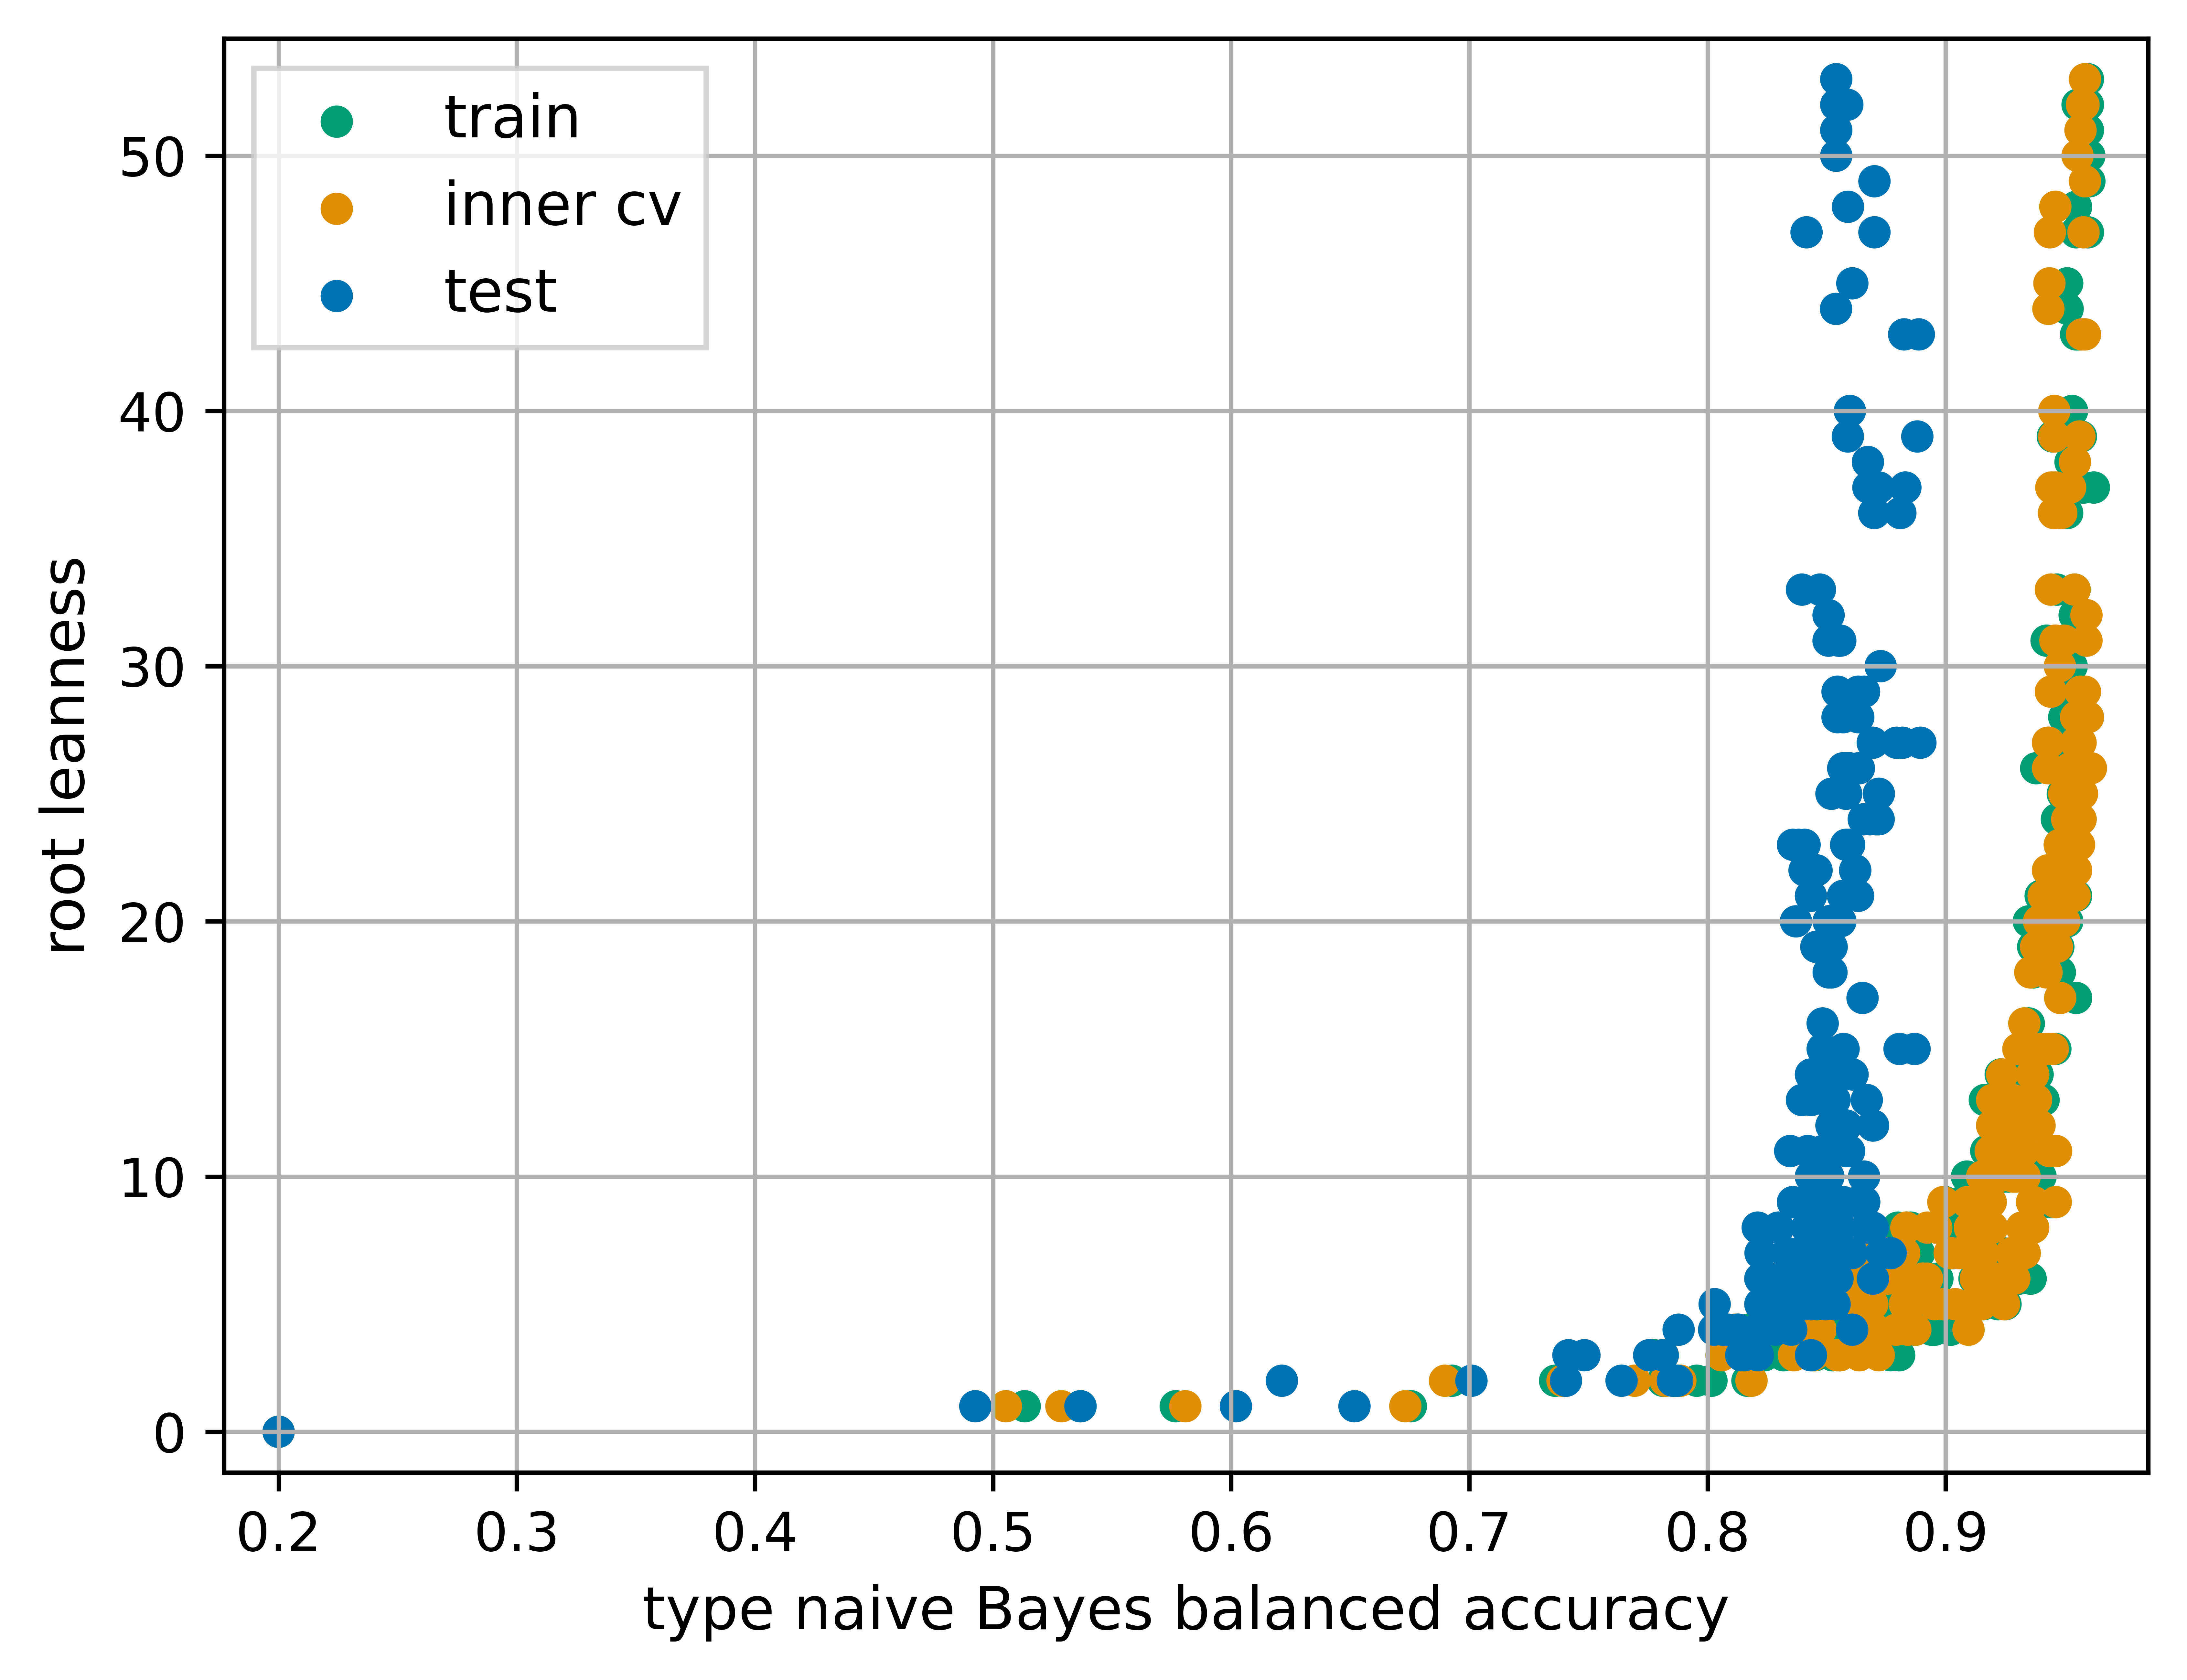 train
inner cv
test
50
40
30
20
10
0
root leanness
0.2 0.3 0.4 0.5 0.6 0.7 0.8 0.9
type naive Bayes balanced accuracy